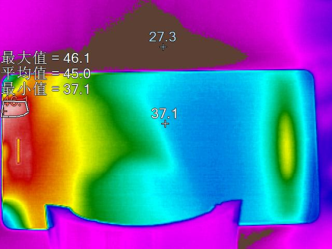 27.3
最大值 = 46.1
平均值 = 45.0
最小值 = 37.1
37.1